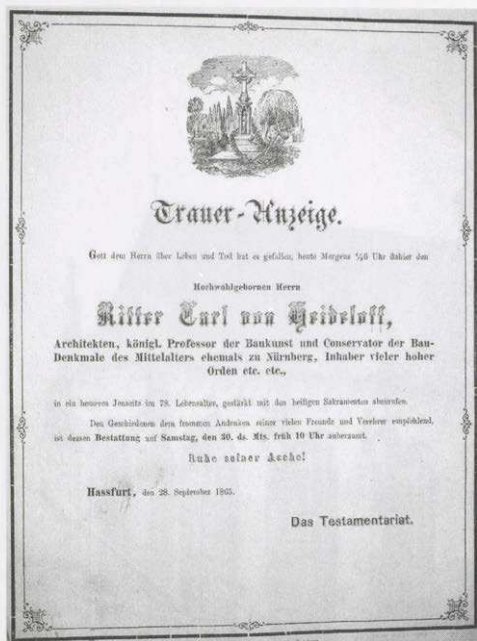 Trauer-Anzeige.
Gott dem Herrn über Leben und Tod hat es gefallen, heute Morgens ½6 Uhr dahier den
Hochwohlgebornen Herrn
Ritter Carl von Heideloff,
Architekten, königl. Professor der Baukunst und Conservator der Bau-
Denkmale des Mittelalters ehemals zu Nürnberg, Inhaber vieler hoher
Orden etc. etc.,
in ein besseres Jenseits im 79. Lebensalter, gestärkt mit den heiligen Sakramenten abzurufen.
Den Geschiedenen dem frommen Andenken seiner vielen Freunde und Verehrer empfehlend,
ist dessen Bestattung auf Samstag, den 30. ds. Mts. früh 10 Uhr anberaumt.
Ruhe seiner Asche!
Hassfurt, den 28. September 1865.
Das Testamentariat.